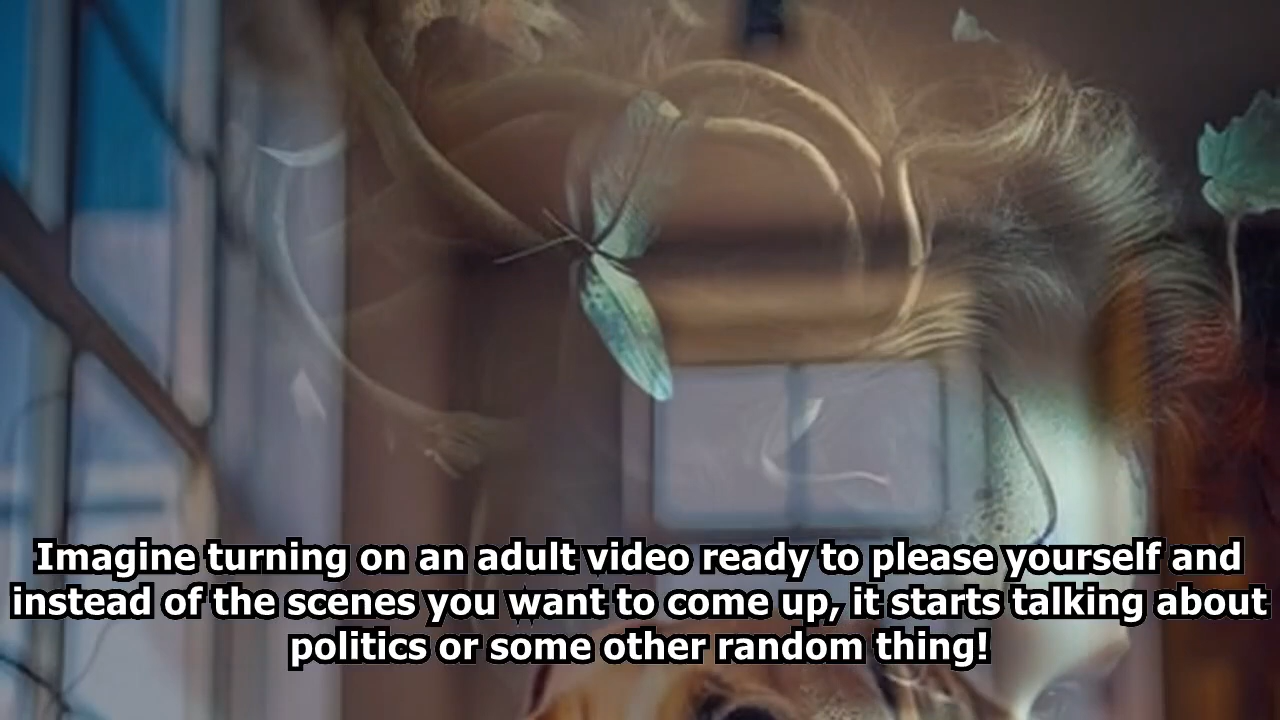 Imagine turning on an adult video ready to please yourself and
instead of the scenes you want to come up, it starts talking about
politics or some other random thing!